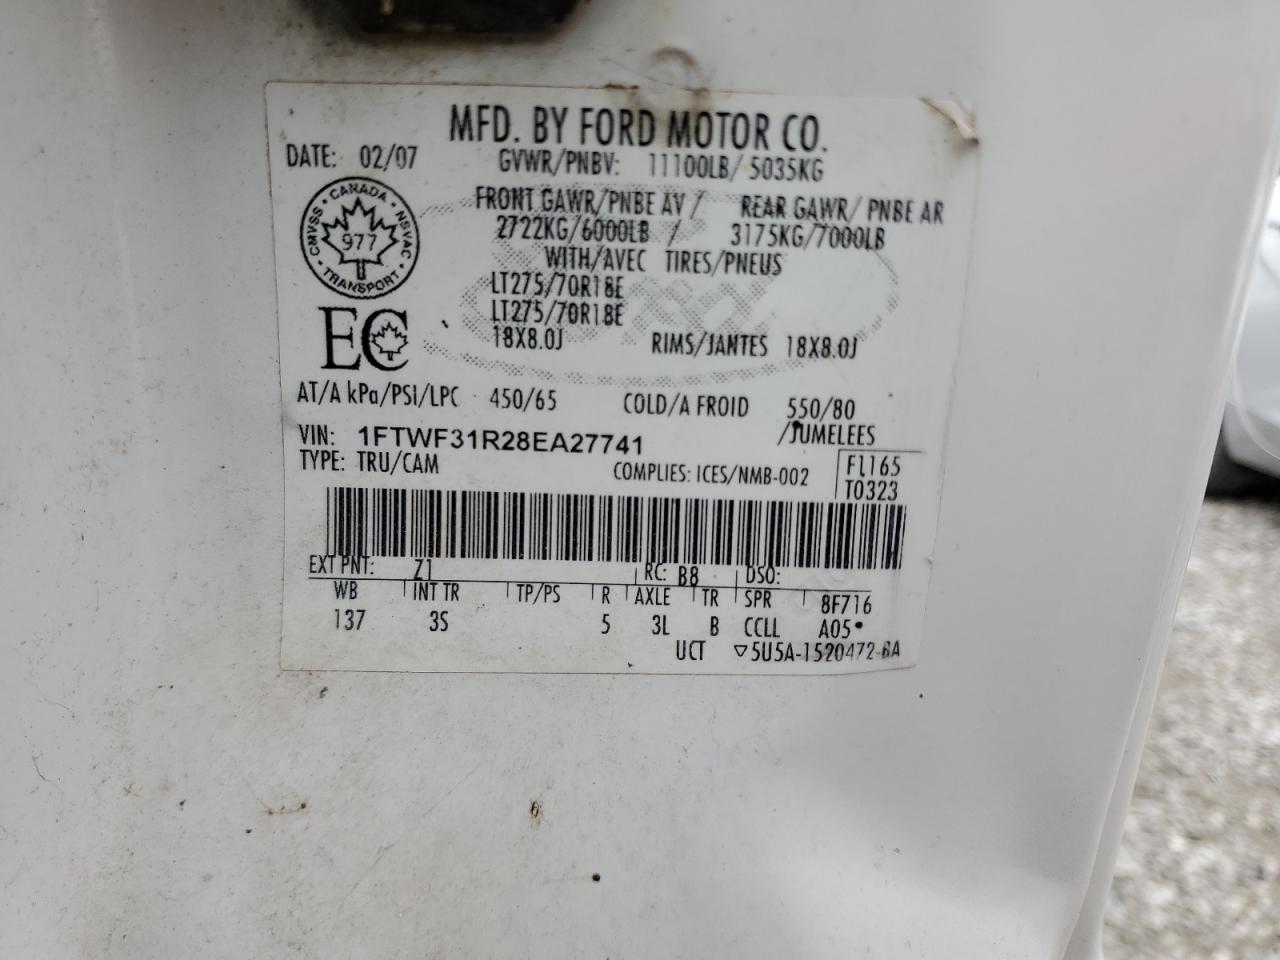 MFD. BY FORD MOTOR CO.
DATE: 02/07 GVWR/PNBV: 11100LB/ 5035KG
FRONT GAWR/PNBE AV / REAR GAWR/ PNBE AR
2722KG/6000LB / 3175KG/7000LB
WITH/AVEC TIRES/PNEUS
LT275/70R18E
LT275/70R18E
18X8.0J RIMS/JANTES 18X8.0J
CANADA
CMVSS • NSVAC
977
TRANSPORT
EC
AT/A kPa/PSI/LPC 450/65 COLD/A FROID 550/80
/JUMELEES
VIN: 1FTWF31R28EA27741
TYPE: TRU/CAM COMPLIES: ICES/NMB-002 F1165
T0323
EXT PNT: Z1 RC: B8 DSO:
WB INT TR TP/PS R AXLE TR SPR 8F716
137 3S 5 3L B CCLL A05•
UCT ▽5U5A-1520472-BA